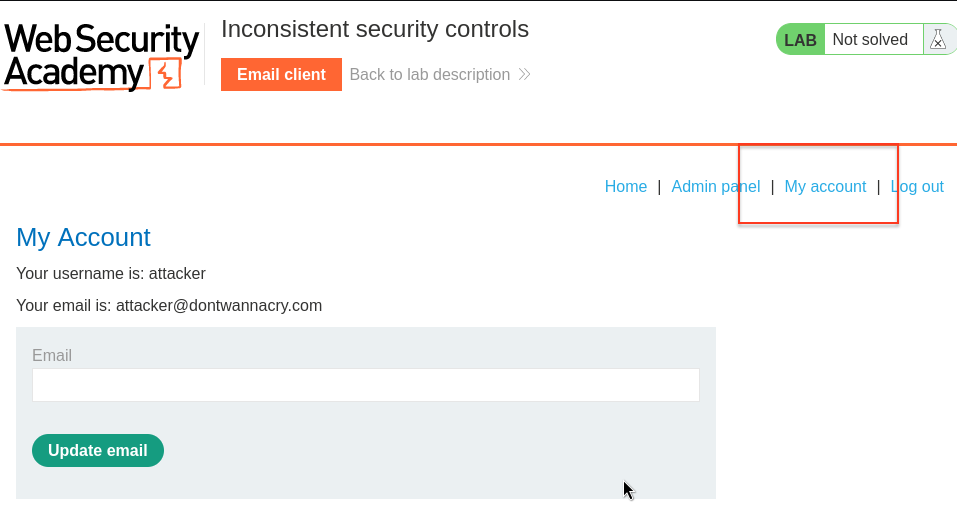 Web Security
Academy
Inconsistent security controls
Email client
Back to lab description
LAB
Not solved
Home | Admin panel | My account | Log out
My Account
Your username is: attacker
Your email is: attacker@dontwannacry.com
Email
Update email